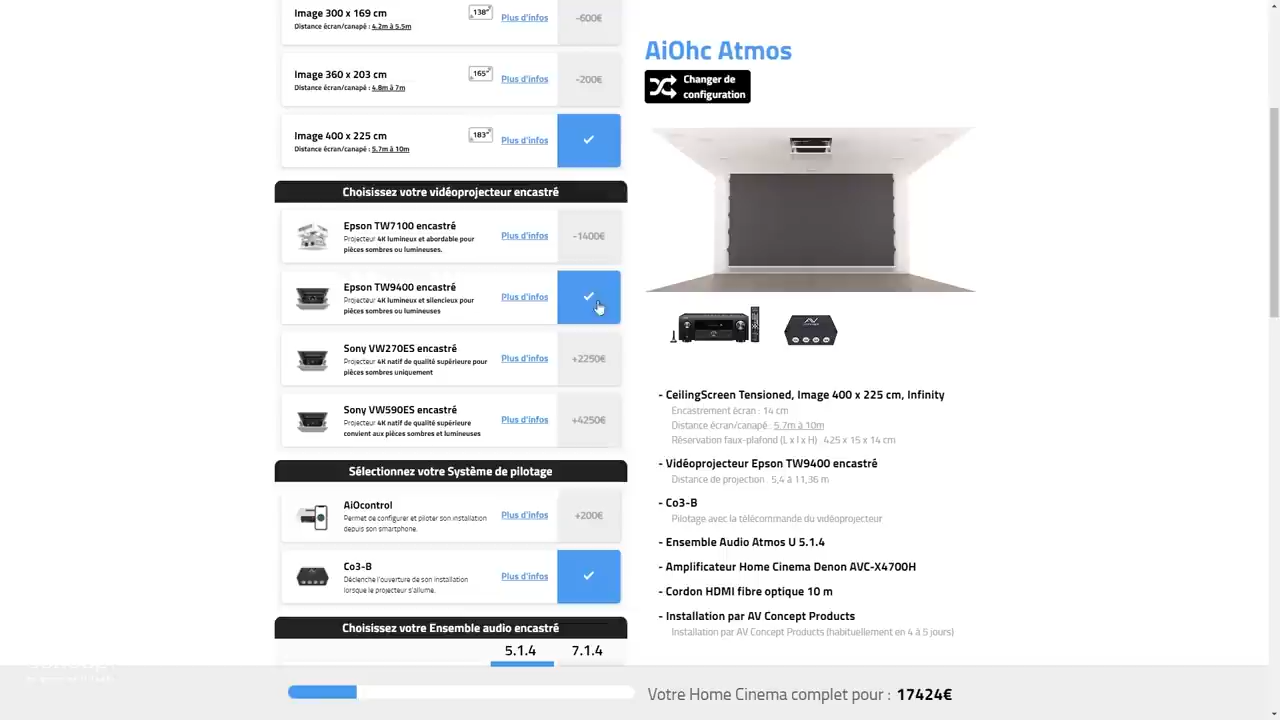 Image 300 x 169 cm
138"
Plus d'infos
-600€
Distance écran/canapé : 4.2m à 5.5m
Image 360 x 203 cm
165"
Plus d'infos
-200€
Distance écran/canapé : 4.8m à 7m
Image 400 x 225 cm
183"
Plus d'infos
Distance écran/canapé : 5.7m à 10m
Choisissez votre vidéoprojecteur encastré
Epson TW7100 encastré
Projecteur 4K lumineux et abordable pour
pièces sombres ou lumineuses.
Plus d'infos
-1400€
Epson TW9400 encastré
Projecteur 4K lumineux et silencieux pour
pièces sombres ou lumineuses
Plus d'infos
Sony VW270ES encastré
Projecteur 4K natif de qualité supérieure pour
pièces sombres uniquement
Plus d'infos
+2250€
Sony VW590ES encastré
Projecteur 4K natif de qualité supérieure
convient aux pièces sombres et lumineuses
Plus d'infos
+4250€
Sélectionnez votre Système de pilotage
AiOcontrol
Permet de configurer et piloter son installation
depuis son smartphone.
Plus d'infos
+200€
Co3-B
Déclenche l'ouverture de son installation
lorsque le projecteur s'allume.
Plus d'infos
Choisissez votre Ensemble audio encastré
5.1.4 7.1.4
AiOhc Atmos
Changer de
configuration
- CeilingScreen Tensioned, Image 400 x 225 cm, Infinity
Encastrement écran : 14 cm
Distance écran/canapé : 5.7m à 10m
Réservation faux-plafond (L x l x H) : 425 x 15 x 14 cm
- Vidéoprojecteur Epson TW9400 encastré
Distance de projection : 5,4 à 11,36 m
- Co3-B
Pilotage avec la télécommande du vidéoprojecteur
- Ensemble Audio Atmos U 5.1.4
- Amplificateur Home Cinema Denon AVC-X4700H
- Cordon HDMI fibre optique 10 m
- Installation par AV Concept Products
Installation par AV Concept Products (habituellement en 4 à 5 jours)
Votre Home Cinema complet pour : 17424€